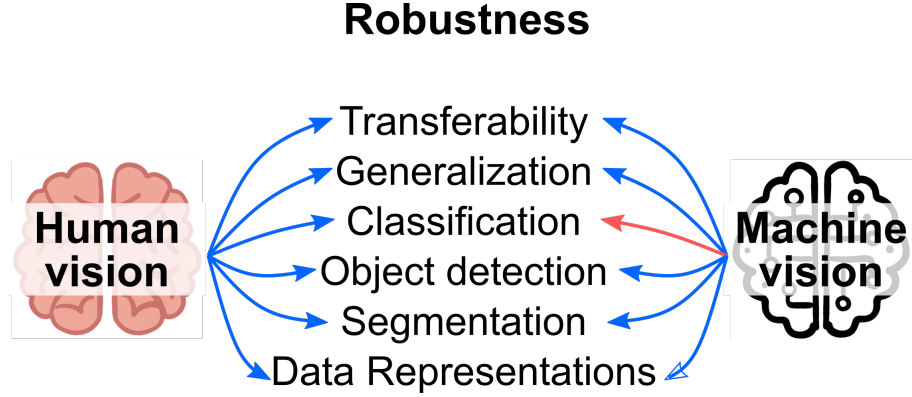 Robustness
Transferability
Generalization
Classification
Object detection
Segmentation
Data Representations
Human
vision
Machine
vision